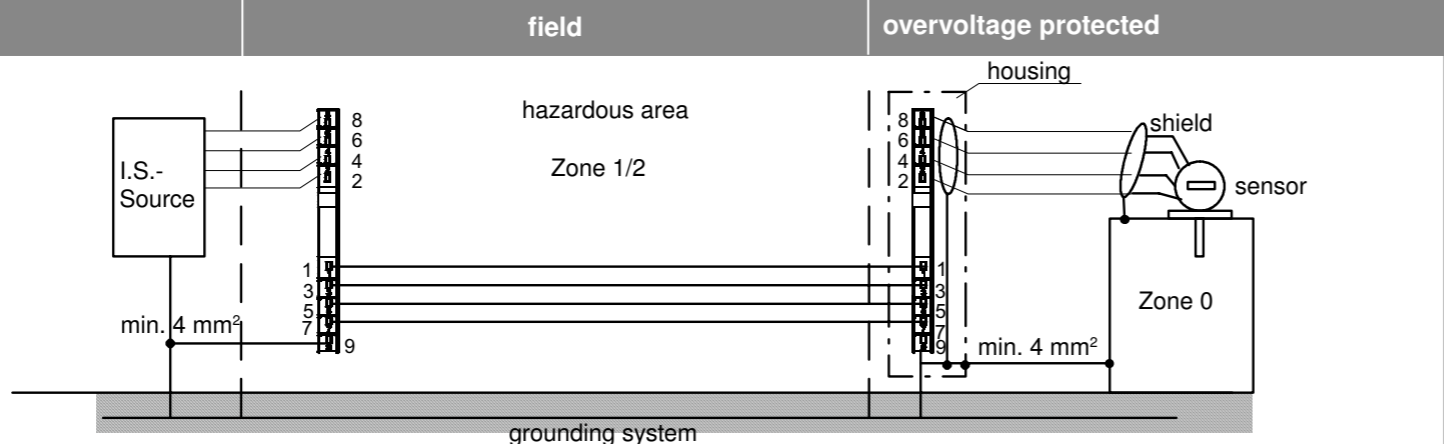 field
overvoltage protected
housing
hazardous area
Zone 1/2
I.S.-
Source
8
6
4
2
8
6
4
2
shield
sensor
1
3
5
7
9
1
3
5
7
9
min. 4 mm²
min. 4 mm²
Zone 0
grounding system